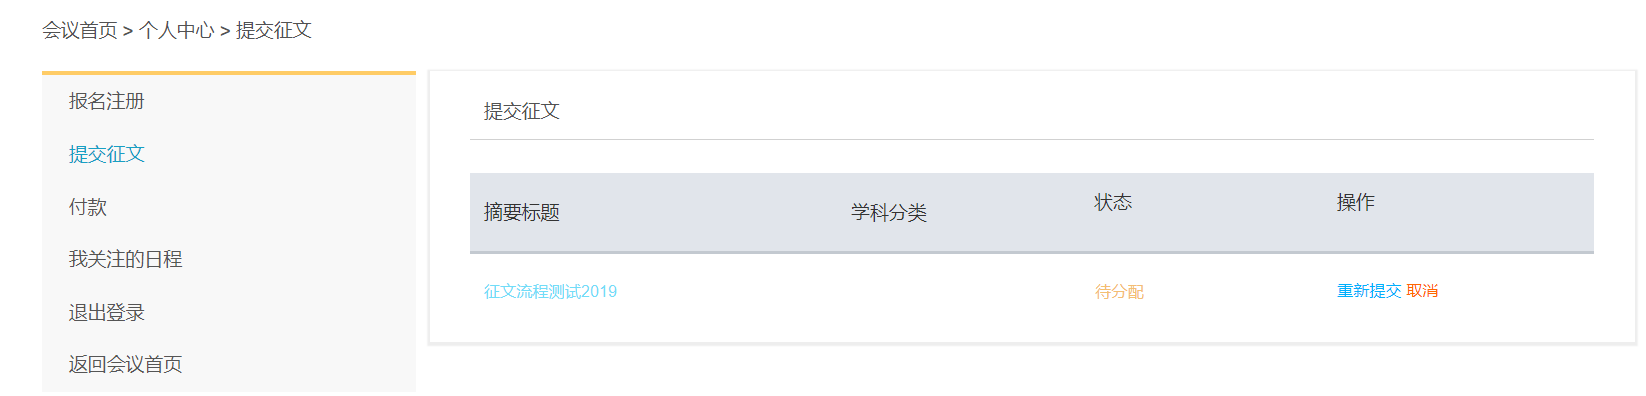 会议首页 > 个人中心 > 提交征文
报名注册
提交征文
付款
我关注的日程
退出登录
返回会议首页
提交征文
摘要标题 学科分类 状态 操作
征文流程测试2019 待分配 重新提交 取消